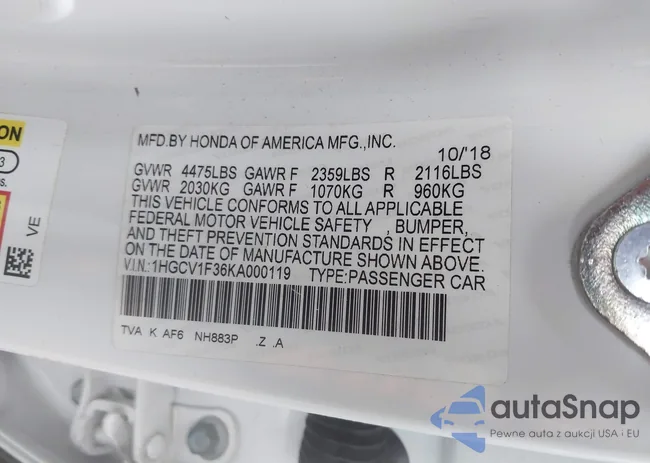 MFD.BY HONDA OF AMERICA MFG.,INC. 10/'18
GVWR 4475LBS GAWR F 2359LBS R 2116LBS
GVWR 2030KG GAWR F 1070KG R 960KG
THIS VEHICLE CONFORMS TO ALL APPLICABLE
FEDERAL MOTOR VEHICLE SAFETY , BUMPER,
AND THEFT PREVENTION STANDARDS IN EFFECT
ON THE DATE OF MANUFACTURE SHOWN ABOVE.
V.I.N.:1HGCV1F36KA000119 TYPE:PASSENGER CAR
TVA K AF6 NH883P .Z .A
VE
autaSnap
Pewne auta z aukcji USA i EU